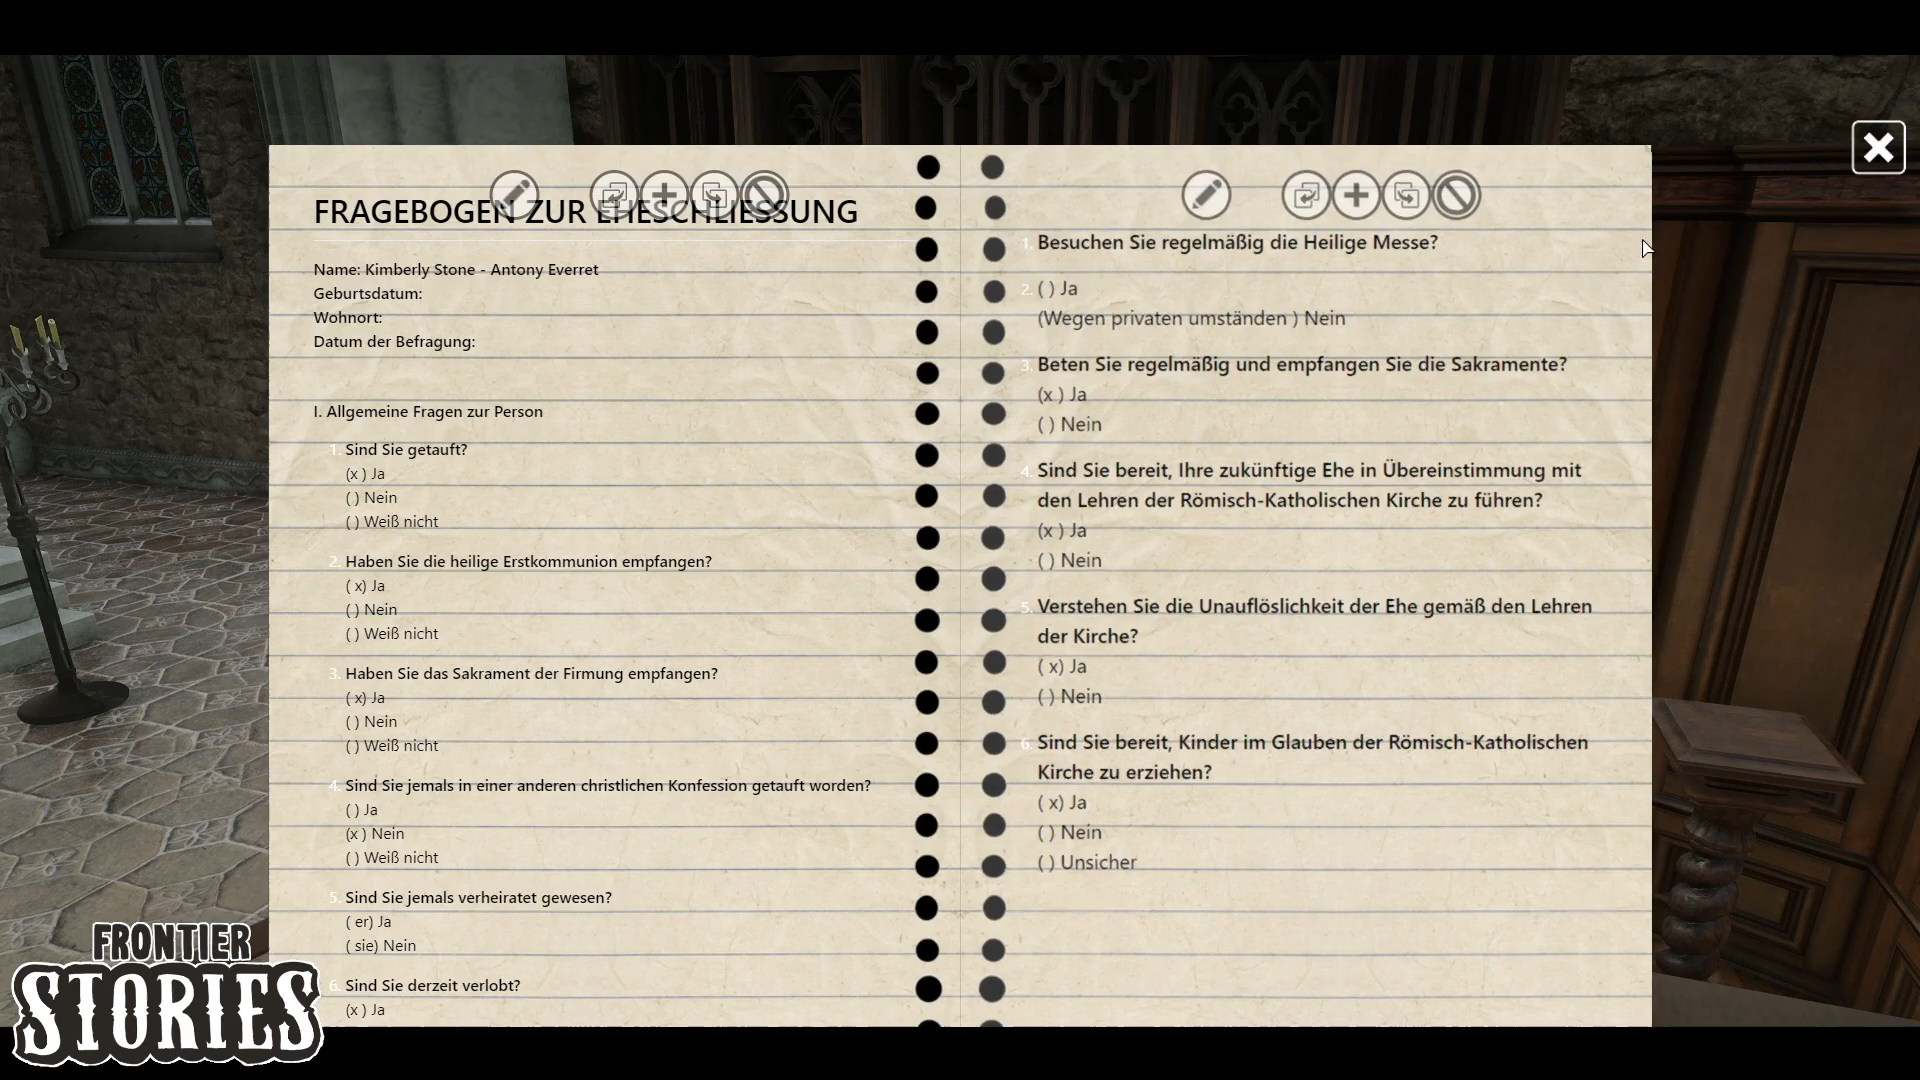 FRAGEBOGEN ZUR EHESCHLIESSUNG
Name: Kimberly Stone - Antony Everret
Geburtsdatum:
Wohnort:
Datum der Befragung:
I. Allgemeine Fragen zur Person
1. Sind Sie getauft?
(x ) Ja
( ) Nein
( ) Weiß nicht
2. Haben Sie die heilige Erstkommunion empfangen?
( x) Ja
( ) Nein
( ) Weiß nicht
3. Haben Sie das Sakrament der Firmung empfangen?
( x) Ja
( ) Nein
( ) Weiß nicht
4. Sind Sie jemals in einer anderen christlichen Konfession getauft worden?
( ) Ja
(x ) Nein
( ) Weiß nicht
5. Sind Sie jemals verheiratet gewesen?
( er) Ja
( sie) Nein
6. Sind Sie derzeit verlobt?
(x ) Ja
1. Besuchen Sie regelmäßig die Heilige Messe?
2. ( ) Ja
(Wegen privaten umständen ) Nein
3. Beten Sie regelmäßig und empfangen Sie die Sakramente?
(x ) Ja
( ) Nein
4. Sind Sie bereit, Ihre zukünftige Ehe in Übereinstimmung mit
den Lehren der Römisch-Katholischen Kirche zu führen?
(x ) Ja
( ) Nein
5. Verstehen Sie die Unauflöslichkeit der Ehe gemäß den Lehren
der Kirche?
( x) Ja
( ) Nein
6. Sind Sie bereit, Kinder im Glauben der Römisch-Katholischen
Kirche zu erziehen?
( x) Ja
( ) Nein
( ) Unsicher
FRONTIER
STORIES